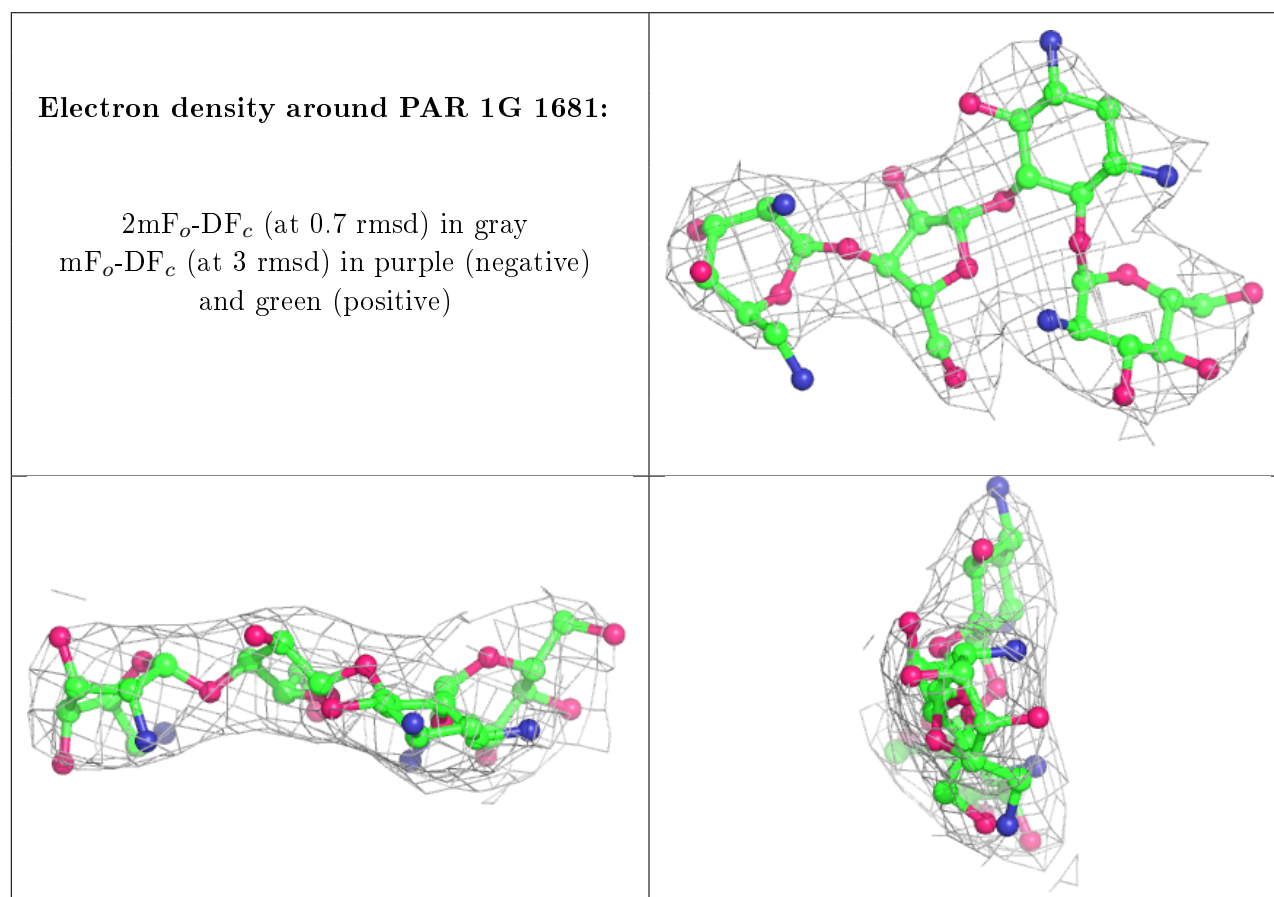 Electron density around PAR 1G 1681:
2mFₒ-DF𝒸 (at 0.7 rmsd) in gray
mFₒ-DF𝒸 (at 3 rmsd) in purple (negative)
and green (positive)